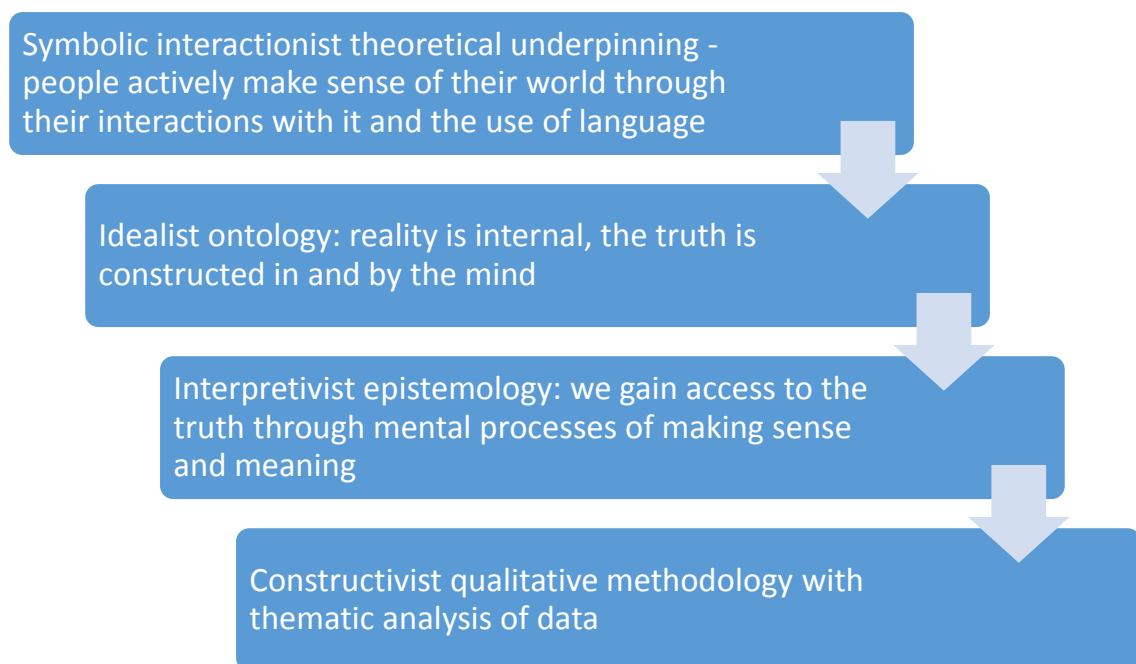 Symbolic interactionist theoretical underpinning -
people actively make sense of their world through
their interactions with it and the use of language
Idealist ontology: reality is internal, the truth is
constructed in and by the mind
Interpretivist epistemology: we gain access to the
truth through mental processes of making sense
and meaning
Constructivist qualitative methodology with
thematic analysis of data